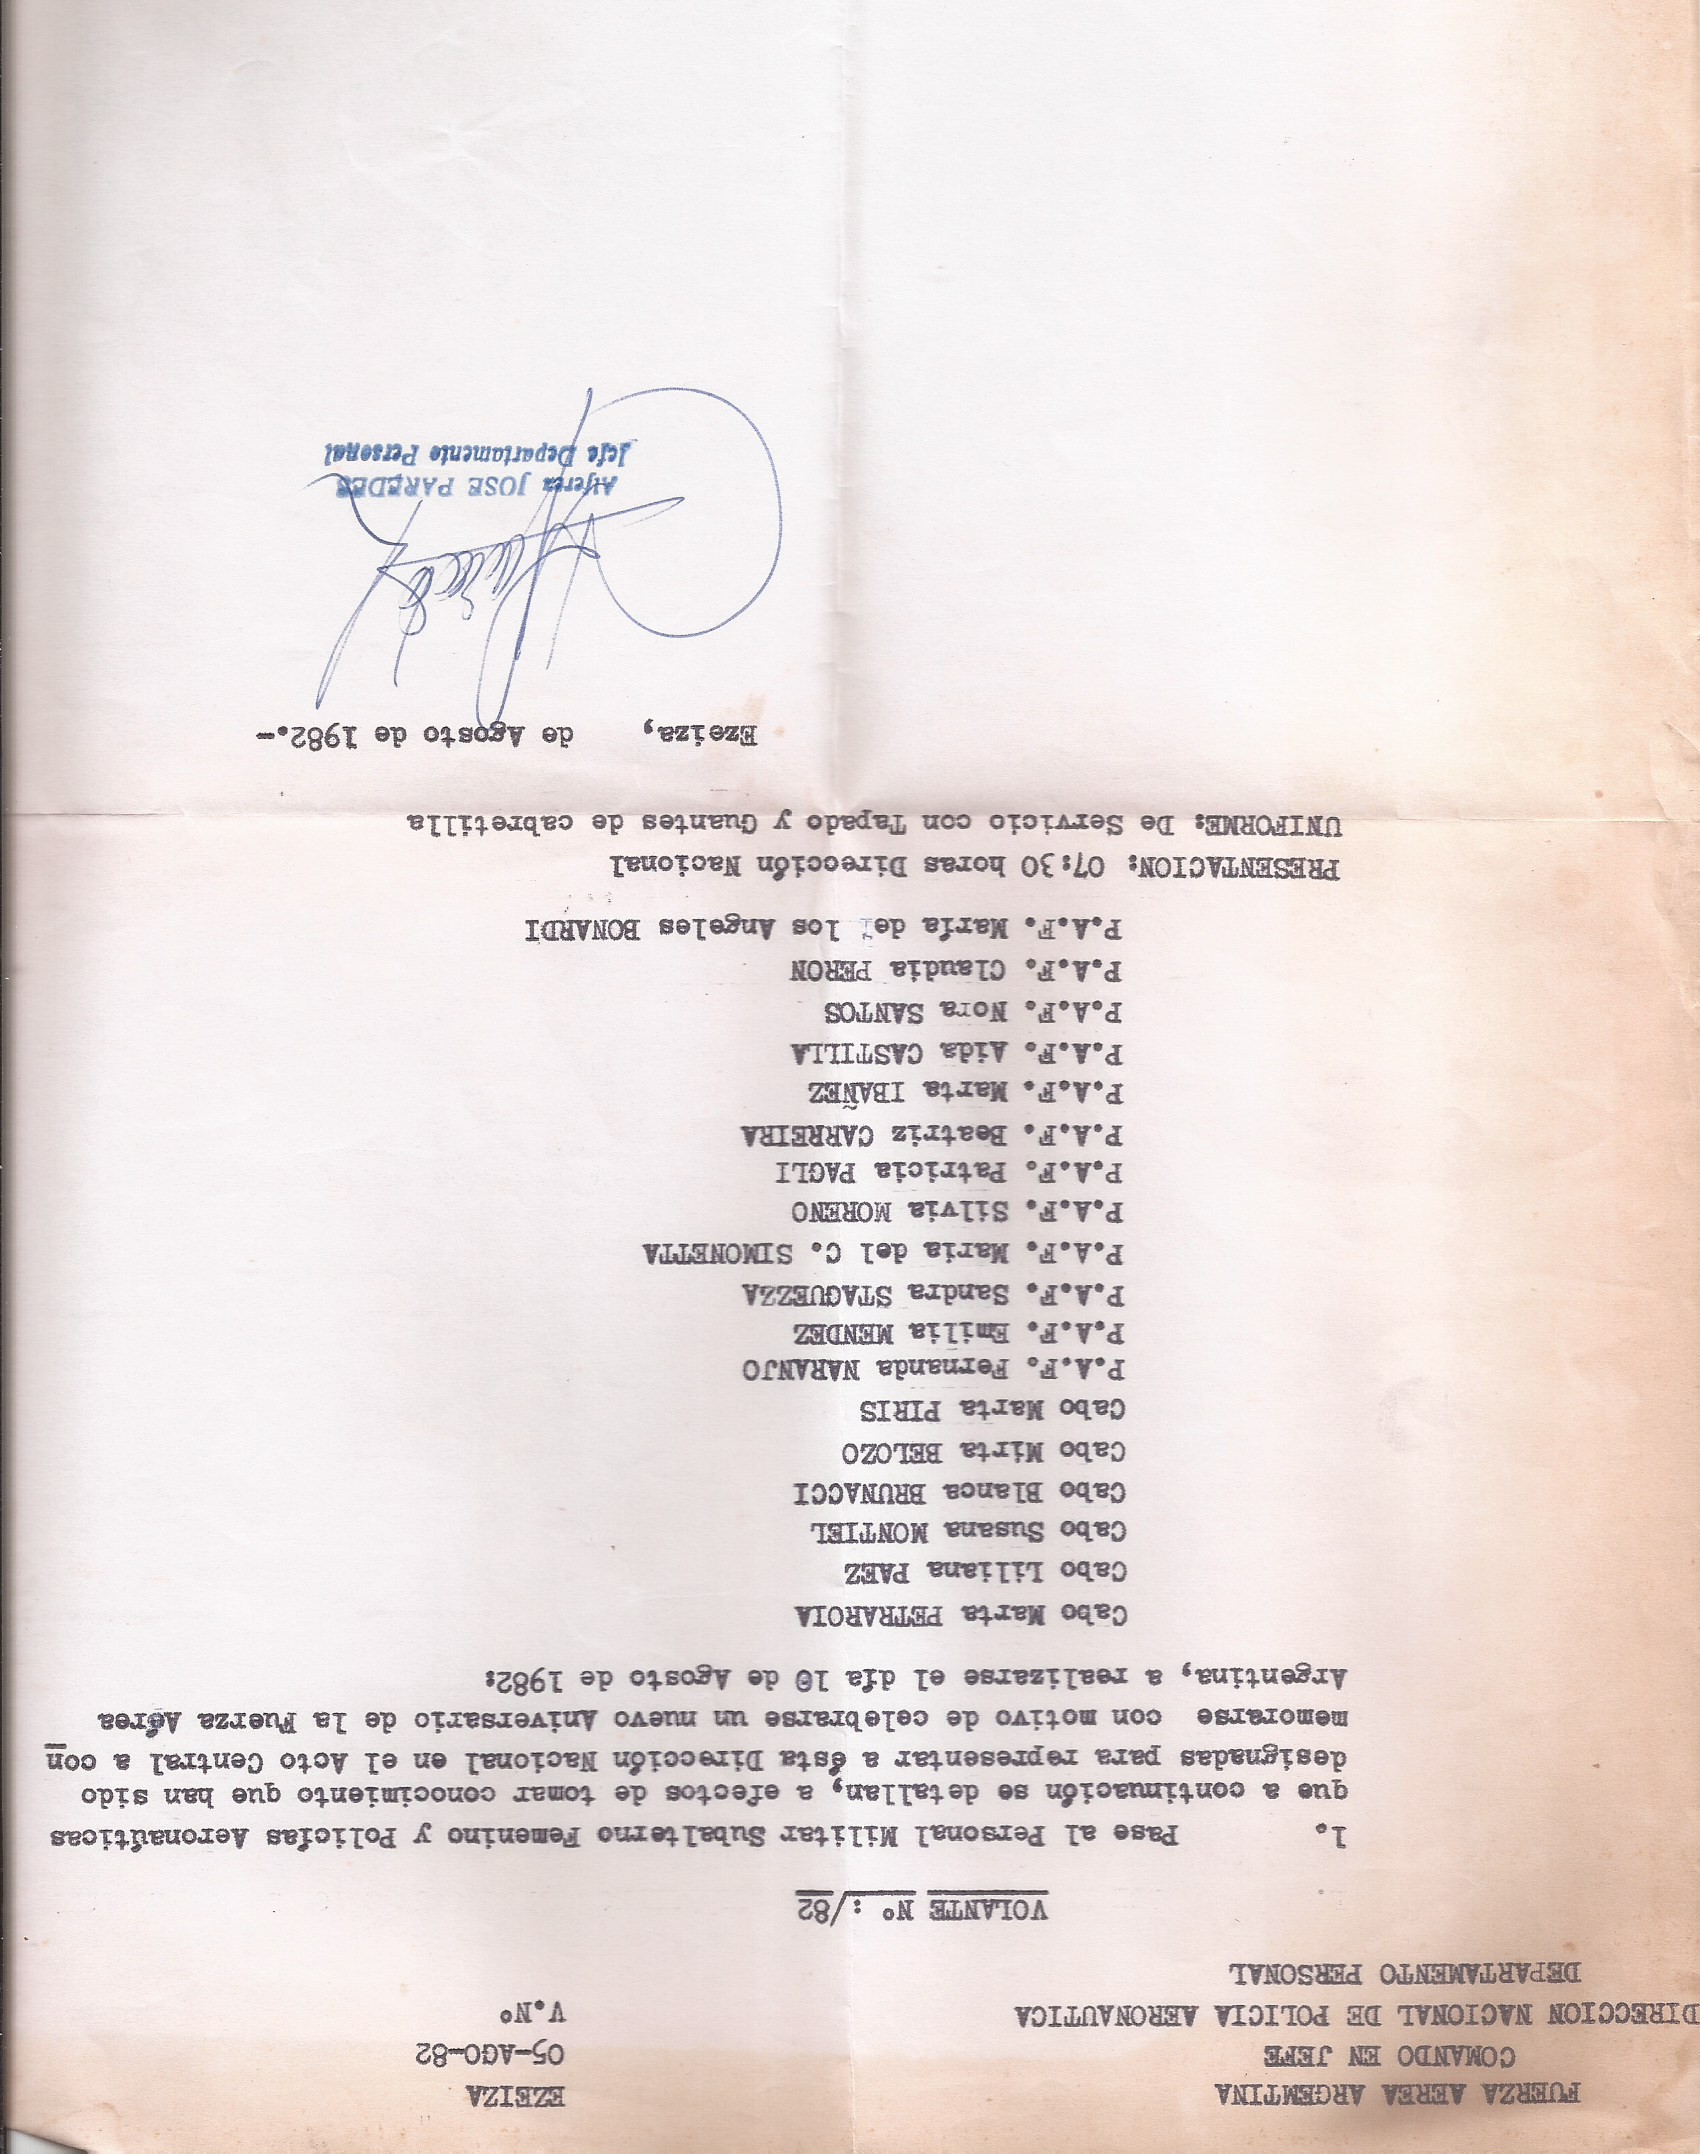 FUERZA AEREA ARGEMTINA
COMANDO EN JEFE
DIRECCION NACIONAL DE POLICIA AERONAUTICA
DEPARTAMENTO PERSONAL
EZEIZA
05-AGO-82
V.Nº
VOLANTE Nº :/82
1. Pase al Personal Militar Subalterno Femenino y Policías Aeronaúticas
que a continuación se detallan, a efectos de tomar conocimiento que han sido
designadas para representar a ésta Dirección Nacional en el Acto Central a con
memorarse con motivo de celebrarse un nuevo Aniversario de la Fuerza Aérea
Argentina, a realizarse el día 10 de Agosto de 1982:
Cabo Marta PETRAROIA
Cabo Liliana PAEZ
Cabo Susana MONTIEL
Cabo Blanca BRUNACCI
Cabo Mirta BELOZO
Cabo Marta PIRIS
P.A.F. Fernanda NARANJO
P.A.F. Emilia MENDEZ
P.A.F. Sandra STAGUEZZA
P.A.F. Maria del C. SIMONETTA
P.A.F. Silvia MORENO
P.A.F. Patricia PAGLI
P.A.F. Beatriz CARREIRA
P.A.F. Marta IBAÑEZ
P.A.F. Aida CASTILLA
P.A.F. Nora SANTOS
P.A.F. Claudia PERON
P.A.F. María de los Angeles BONARDI
PRESENTACION: 07:30 horas Dirección Nacional
UNIFORME: De Servicio con Tapado y Guantes de cabretilla
Ezeiza, de Agosto de 1982.-
Alferez JOSE PAREDES
Jefe Departamento Personal